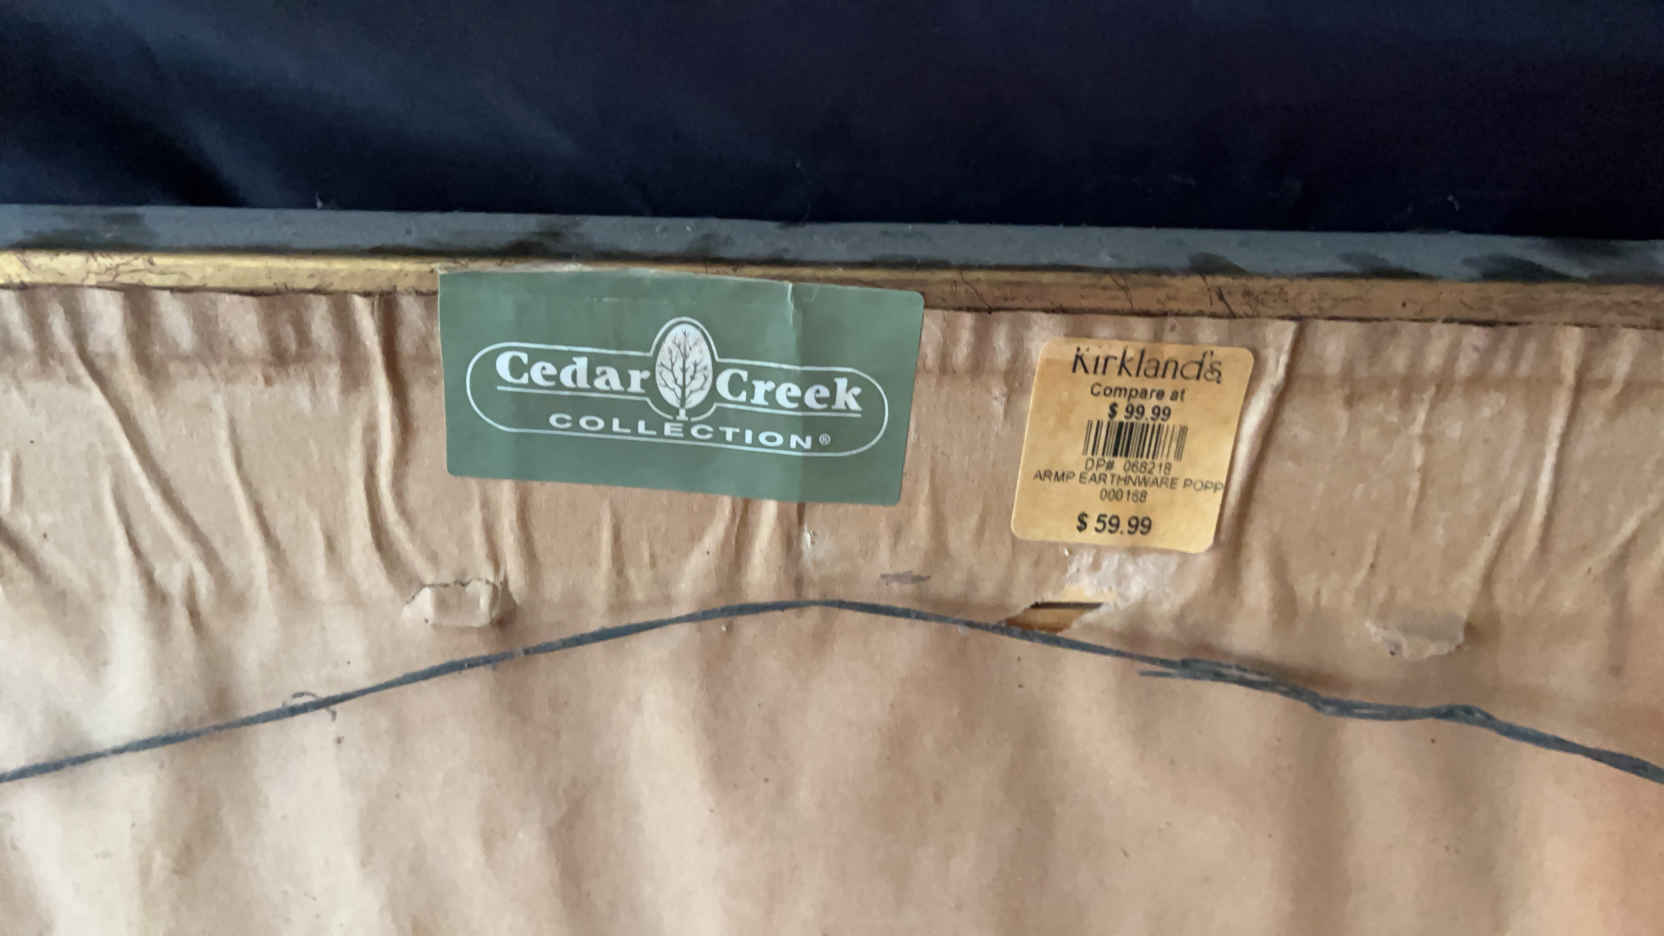 Cedar Creek
COLLECTION®
Kirkland's
Compare at
$ 99.99
DP# 068218
ARMP EARTHNWARE POPP
000168
$ 59.99